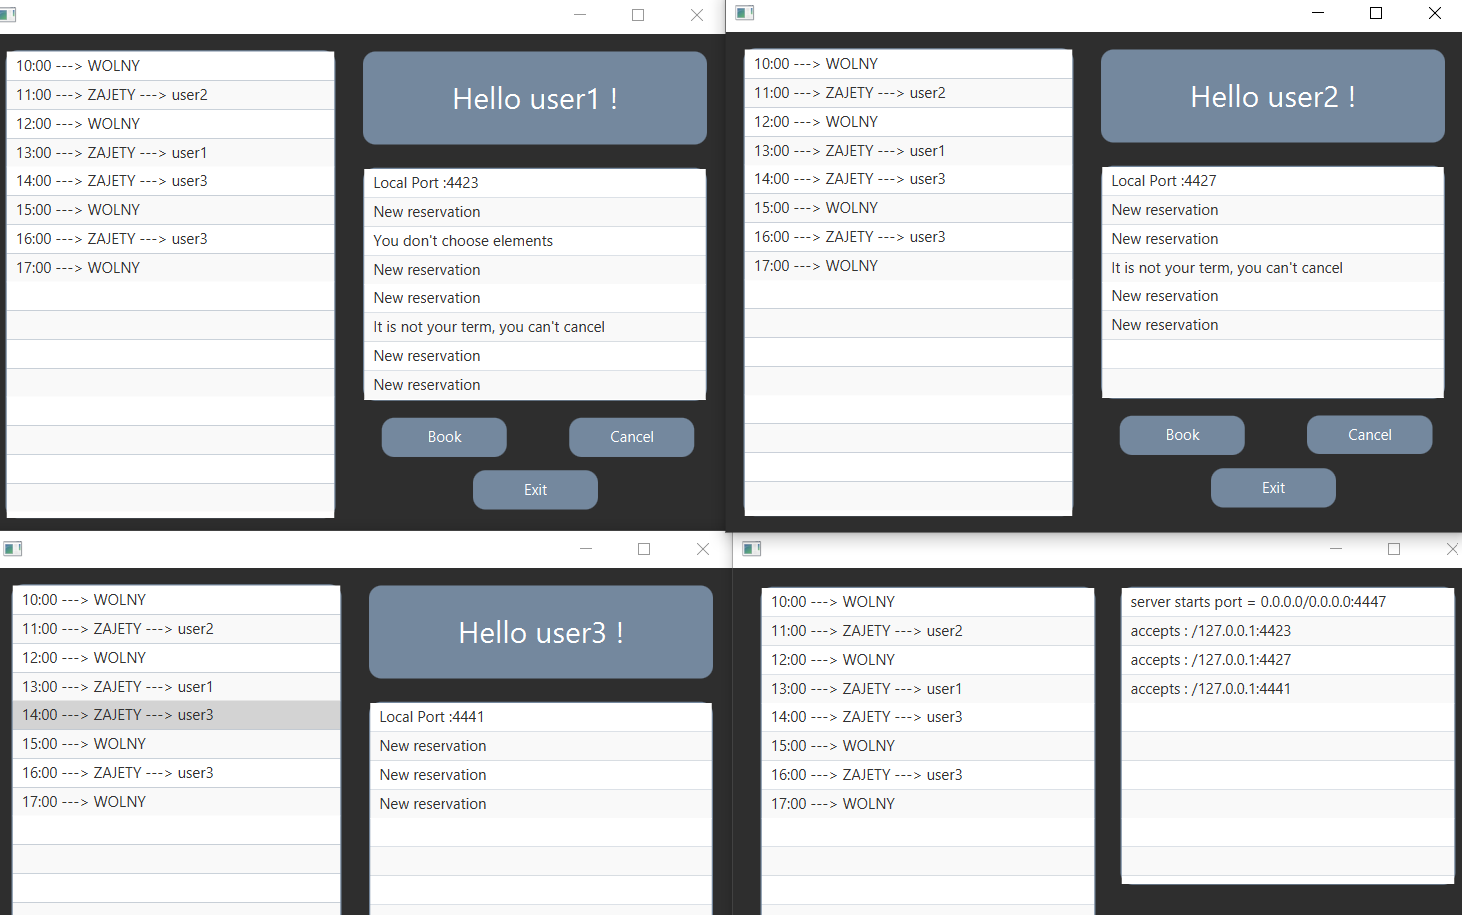 10:00 ---> WOLNY
11:00 ---> ZAJETY ---> user2
12:00 ---> WOLNY
13:00 ---> ZAJETY ---> user1
14:00 ---> ZAJETY ---> user3
15:00 ---> WOLNY
16:00 ---> ZAJETY ---> user3
17:00 ---> WOLNY
Hello user1 !
Local Port :4423
New reservation
You don't choose elements
New reservation
New reservation
It is not your term, you can't cancel
New reservation
New reservation
Book
Cancel
Exit
10:00 ---> WOLNY
11:00 ---> ZAJETY ---> user2
12:00 ---> WOLNY
13:00 ---> ZAJETY ---> user1
14:00 ---> ZAJETY ---> user3
15:00 ---> WOLNY
16:00 ---> ZAJETY ---> user3
17:00 ---> WOLNY
Hello user2 !
Local Port :4427
New reservation
New reservation
It is not your term, you can't cancel
New reservation
New reservation
Book
Cancel
Exit
10:00 ---> WOLNY
11:00 ---> ZAJETY ---> user2
12:00 ---> WOLNY
13:00 ---> ZAJETY ---> user1
14:00 ---> ZAJETY ---> user3
15:00 ---> WOLNY
16:00 ---> ZAJETY ---> user3
17:00 ---> WOLNY
Hello user3 !
Local Port :4441
New reservation
New reservation
New reservation
10:00 ---> WOLNY
11:00 ---> ZAJETY ---> user2
12:00 ---> WOLNY
13:00 ---> ZAJETY ---> user1
14:00 ---> ZAJETY ---> user3
15:00 ---> WOLNY
16:00 ---> ZAJETY ---> user3
17:00 ---> WOLNY
server starts port = 0.0.0.0/0.0.0.0:4447
accepts : /127.0.0.1:4423
accepts : /127.0.0.1:4427
accepts : /127.0.0.1:4441